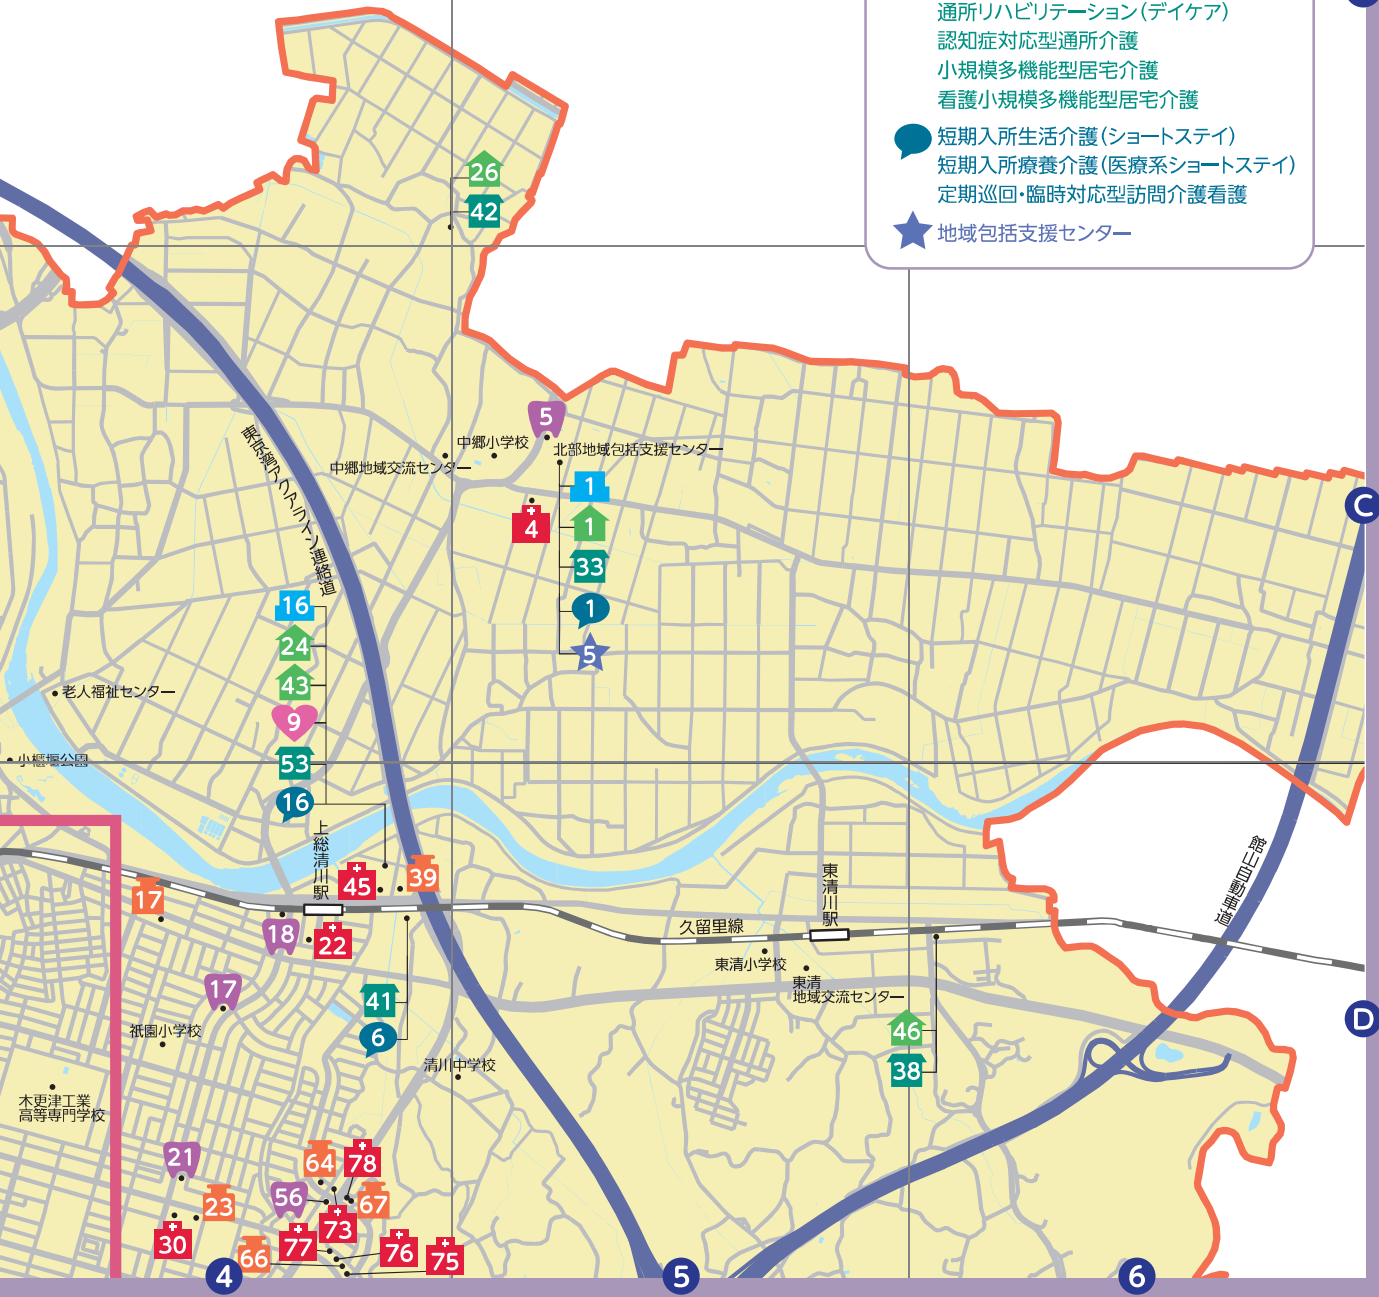 通所リハビリテーション（デイケア）
認知症対応型通所介護
小規模多機能型居宅介護
看護小規模多機能型居宅介護
短期入所生活介護（ショートステイ）
短期入所療養介護（医療系ショートステイ）
定期巡回・臨時対応型訪問介護看護
地域包括支援センター
26
42
5
中郷小学校
北部地域包括支援センター
中郷地域交流センター
東京湾アクアライン連絡道
1
4
1
33
1
5
C
16
24
43
9
53
16
老人福祉センター
小櫃堰公園
上総清川駅
45
39
17
18
22
久留里線
東清川駅
館山自動車道
東清小学校
東清
地域交流センター
17
41
6
祇園小学校
清川中学校
46
38
D
木更津工業
高等専門学校
21
64
78
23
56
67
73
30
77
76
75
66
4
5
6